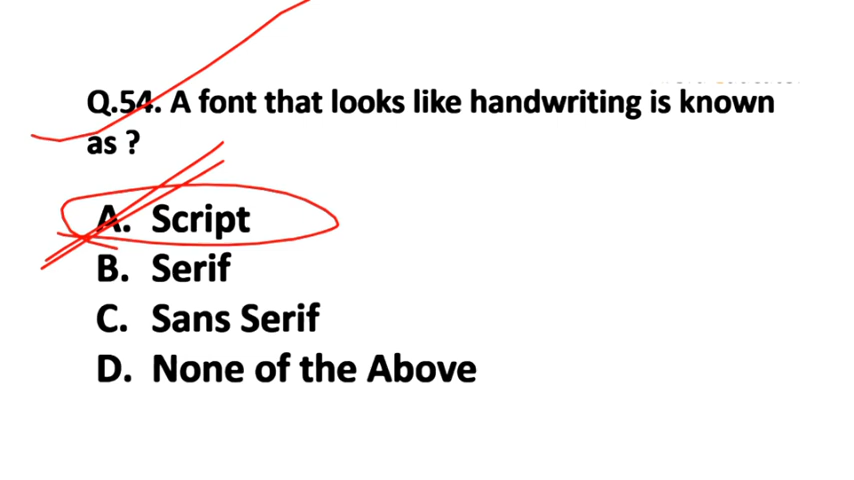 Q.54. A font that looks like handwriting is known
as ?
A. Script
B. Serif
C. Sans Serif
D. None of the Above